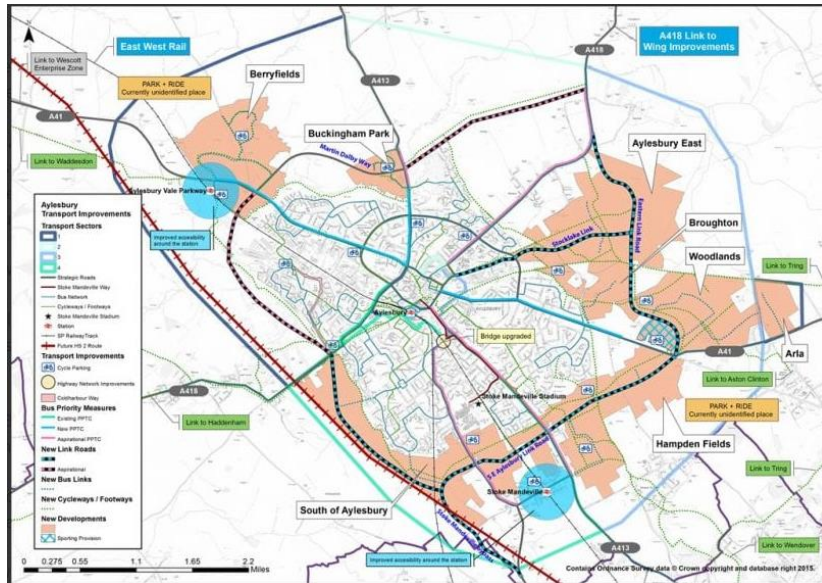 East West Rail
A418 Link to
Wing Improvements
Link to Wescott
Enterprise Zone
A413
A418
PARK + RIDE
Currently unidentified place
Berryfields
A41
Buckingham Park
Martin Dalby Way
Aylesbury East
Link to Waddesdon
Aylesbury Vale Parkway
Improved accessibility
around the station
Eastern Link Road
Broughton
Stocklake Link
Woodlands
Link to Tring
Aylesbury
Transport Improvements
Transport Sectors
1
2
3
4
Strategic Roads
Stoke Mandeville Way
Bus Network
Cycleways / Footways
Stoke Mandeville Stadium
Station
SP RailwayTrack
Future HS 2 Route
Transport Improvements
Cycle Parking
Highway Network Improvements
Coldharbour Way
Bus Priority Measures
Existing PPTC
New PPTC
Aspirational PPTC
New Link Roads
Aspirational
New Bus Links
New Cycleways / Footways
New Developments
Sporting Provision
Aylesbury
Bridge upgraded
A41
Arla
Link to Aston Clinton
A418
Link to Haddenham
Stoke Mandeville Stadium
PARK + RIDE
Currently unidentified place
Hampden Fields
S E Aylesbury Link Road
Link to Tring
South of Aylesbury
Stoke Mandeville
Stoke Mandeville
A413
Link to Wendover
Improved accessibility around the station
0 0.275 0.55 1.1 1.65 2.2
Miles
Contains Ordnance Survey data © Crown copyright and database right 2015.